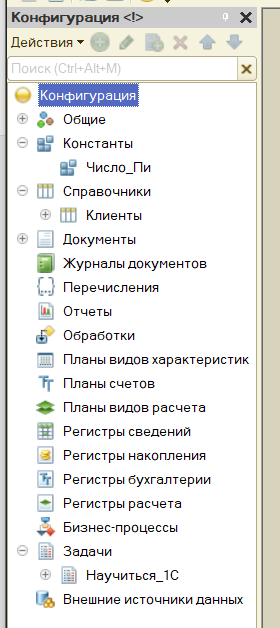 Конфигурация <!>
Действия
Поиск (Ctrl+Alt+M)
Конфигурация
Общие
Константы
Число_Пи
Справочники
Клиенты
Документы
Журналы документов
Перечисления
Отчеты
Обработки
Планы видов характеристик
Планы счетов
Планы видов расчета
Регистры сведений
Регистры накопления
Регистры бухгалтерии
Регистры расчета
Бизнес-процессы
Задачи
Научиться_1С
Внешние источники данных